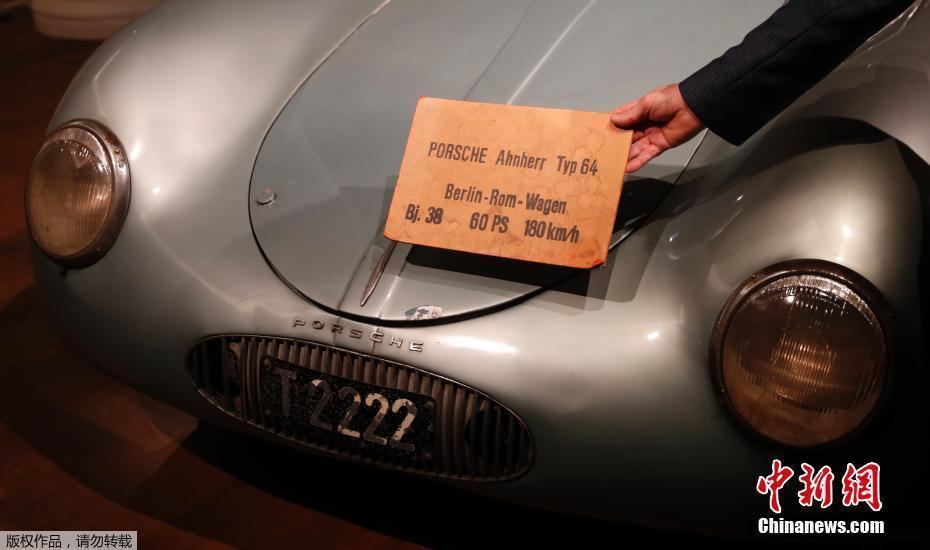 PORSCHE Ahnherr Typ 64
Berlin-Rom-Wagen
Bj. 38 60 PS 180 km/h
PORSCHE
T 2222
中新网
Chinanews.com
版权作品,请勿转载